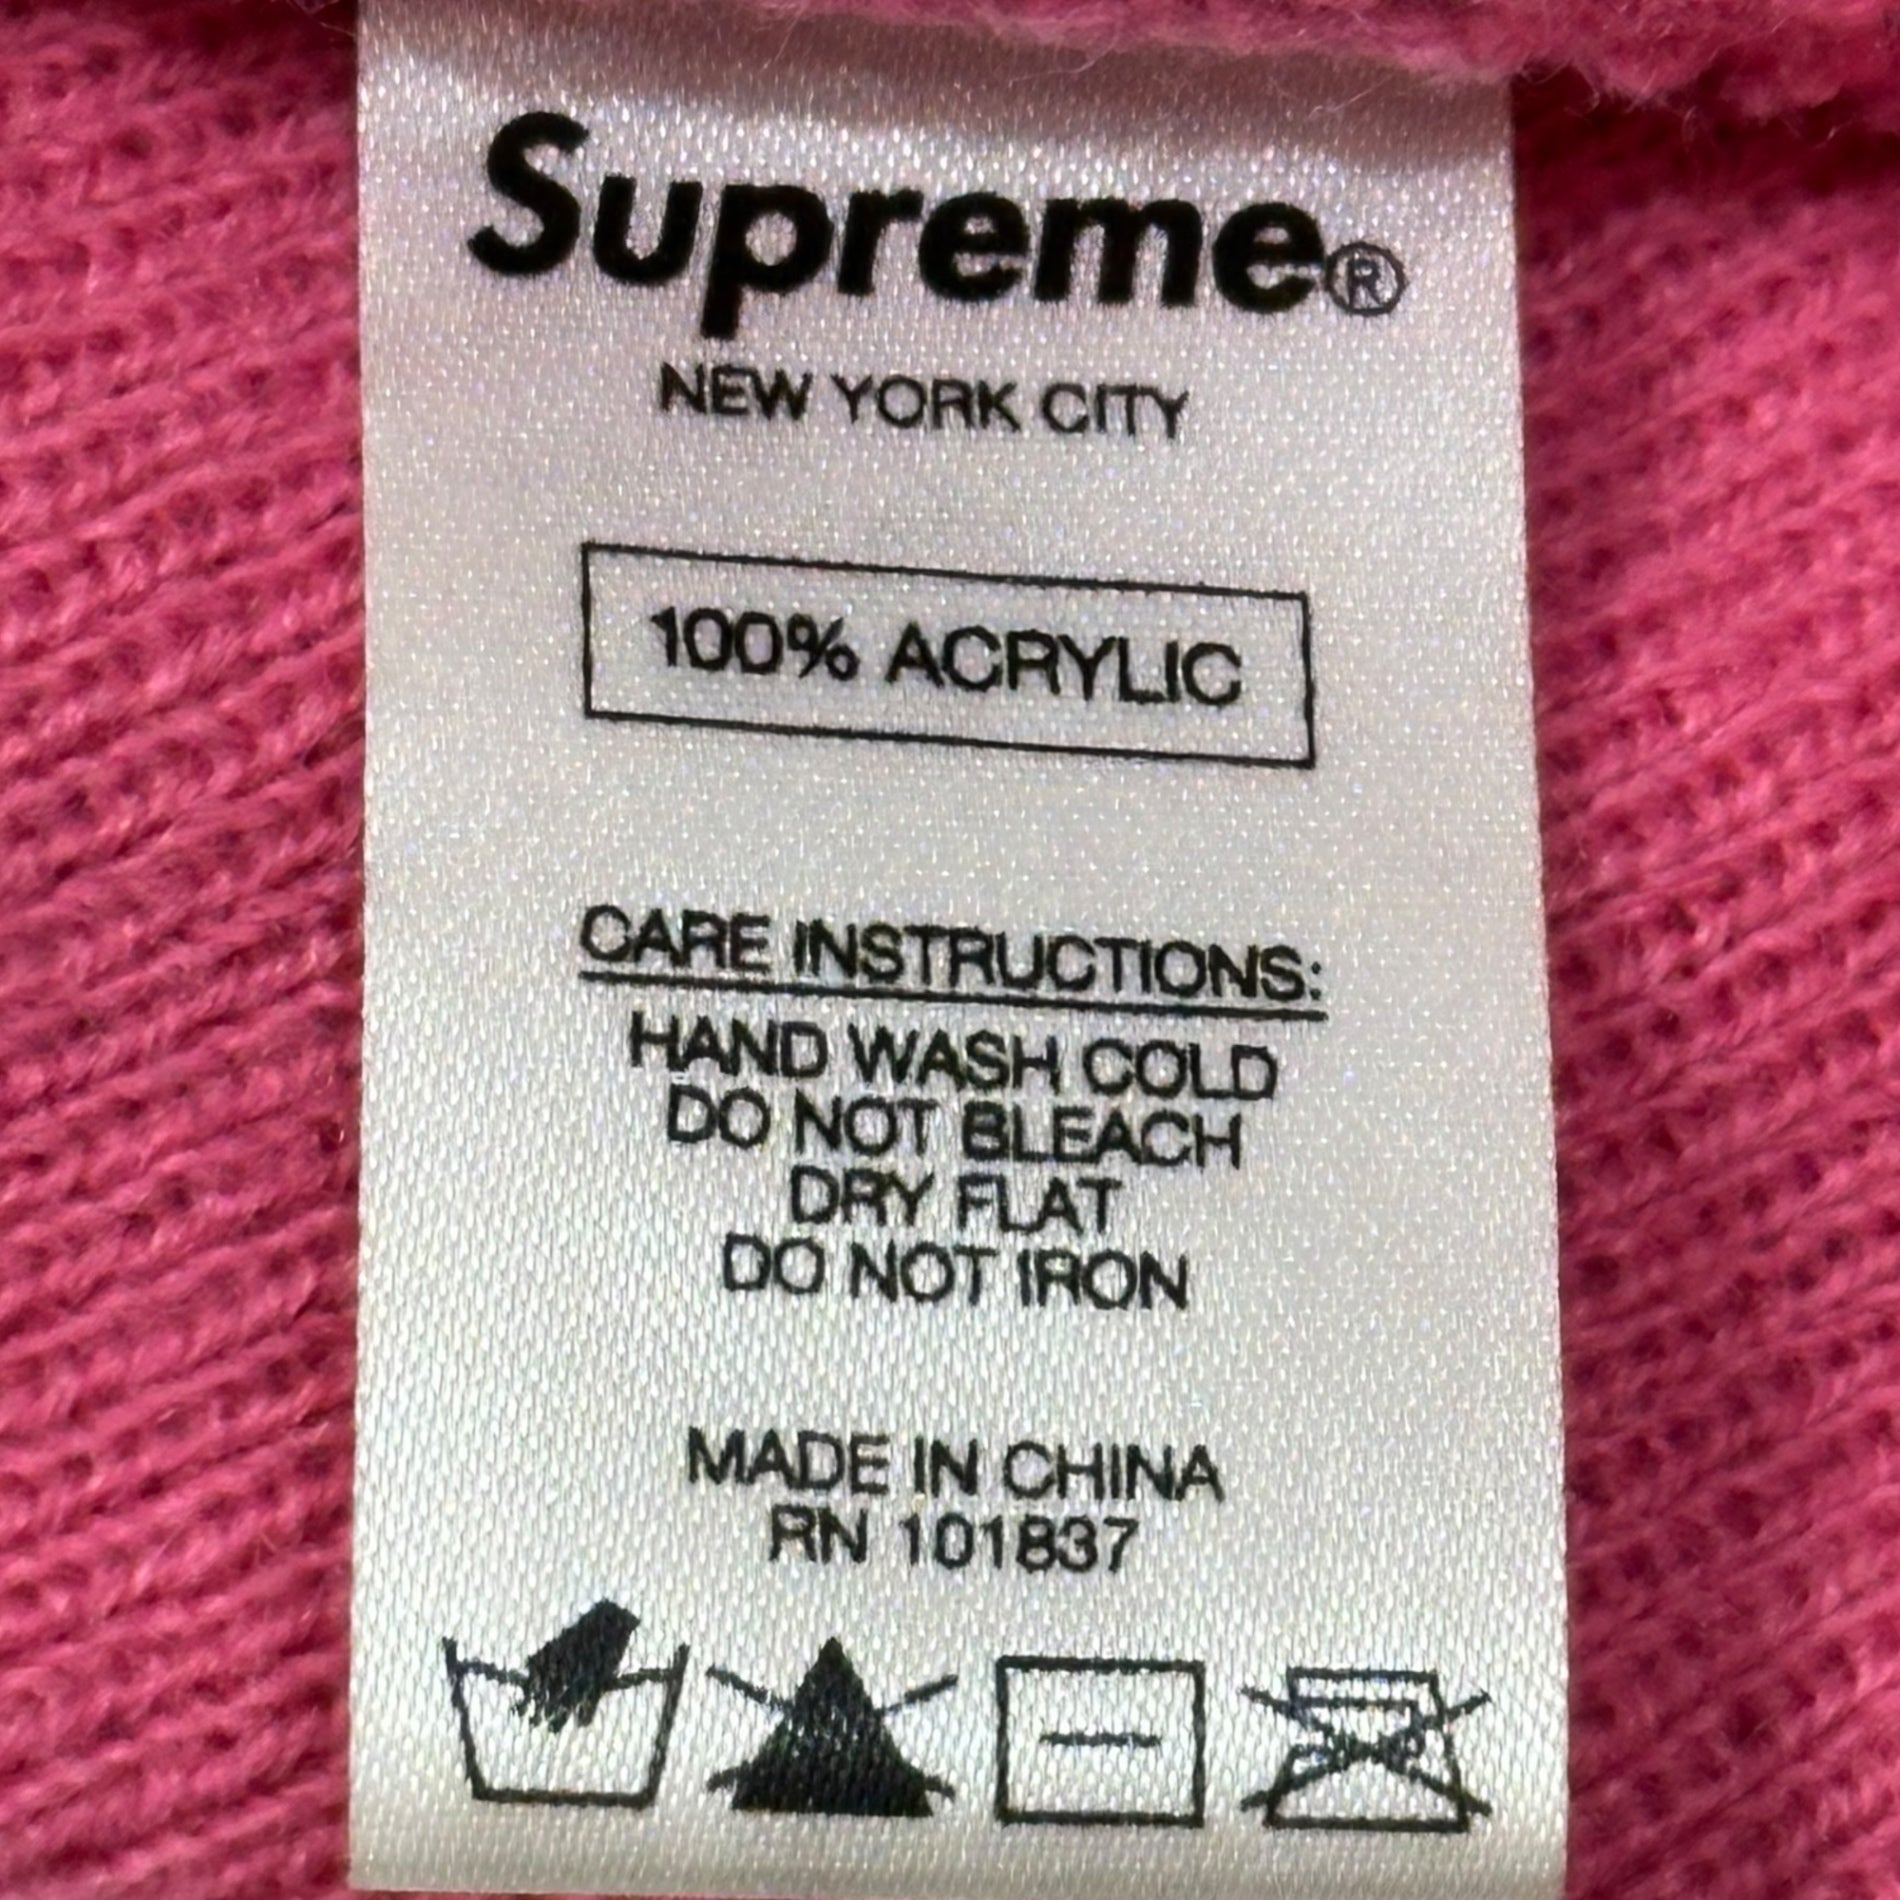 Supreme®
NEW YORK CITY
100% ACRYLIC
CARE INSTRUCTIONS:
HAND WASH COLD
DO NOT BLEACH
DRY FLAT
DO NOT IRON
MADE IN CHINA
RN 101837